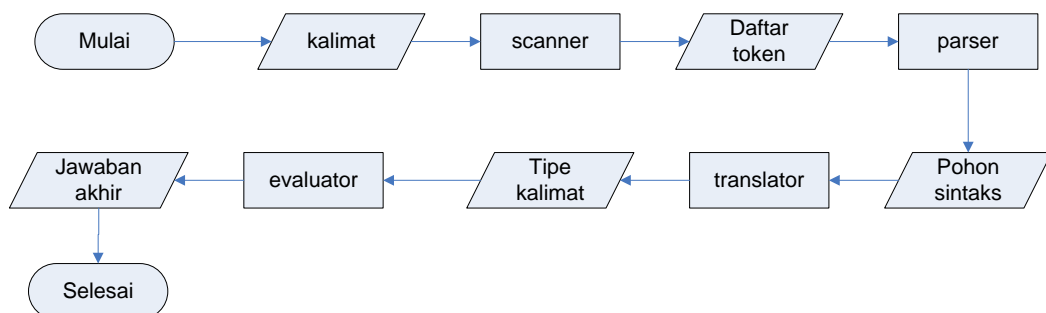 Mulai
kalimat
scanner
Daftar
token
parser
Pohon
sintaks
translator
Tipe
kalimat
evaluator
Jawaban
akhir
Selesai